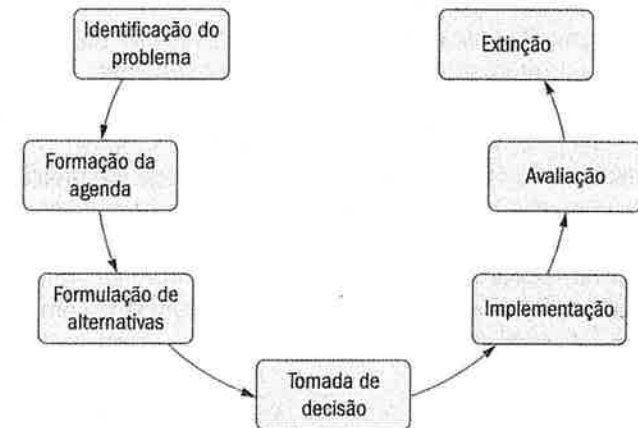 Identificação do
problema
Formação da
agenda
Formulação de
alternativas
Tomada de
decisão
Implementação
Avaliação
Extinção